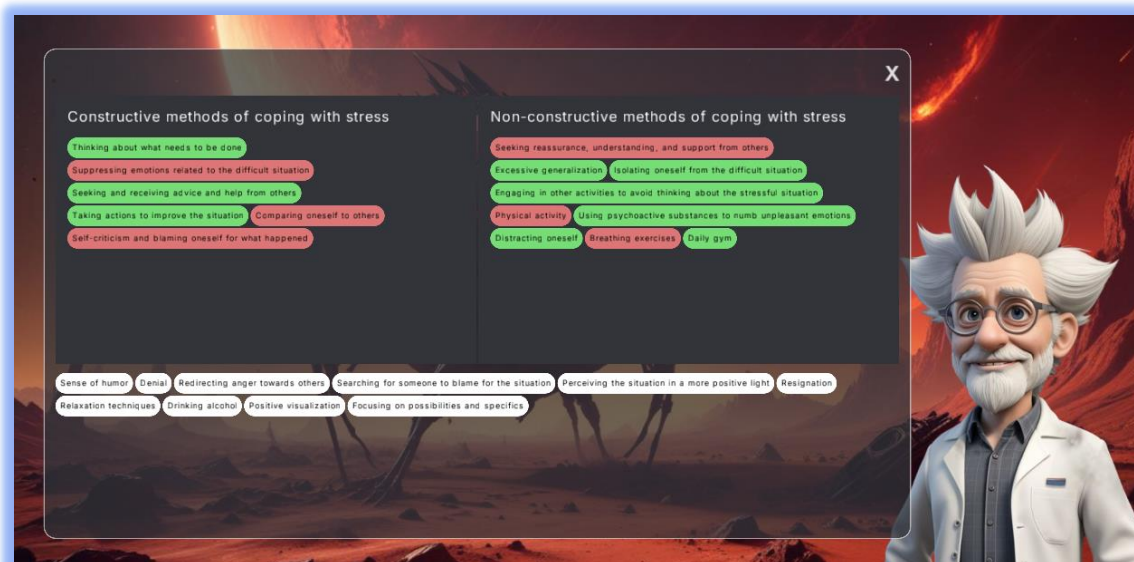 X
Constructive methods of coping with stress
Thinking about what needs to be done
Suppressing emotions related to the difficult situation
Seeking and receiving advice and help from others
Taking actions to improve the situation Comparing oneself to others
Self-criticism and blaming oneself for what happened
Non-constructive methods of coping with stress
Seeking reassurance, understanding, and support from others
Excessive generalization Isolating oneself from the difficult situation
Engaging in other activities to avoid thinking about the stressful situation
Physical activity Using psychoactive substances to numb unpleasant emotions
Distracting oneself Breathing exercises Daily gym
Sense of humor Denial Redirecting anger towards others Searching for someone to blame for the situation Perceiving the situation in a more positive light Resignation
Relaxation techniques Drinking alcohol Positive visualization Focusing on possibilities and specifics